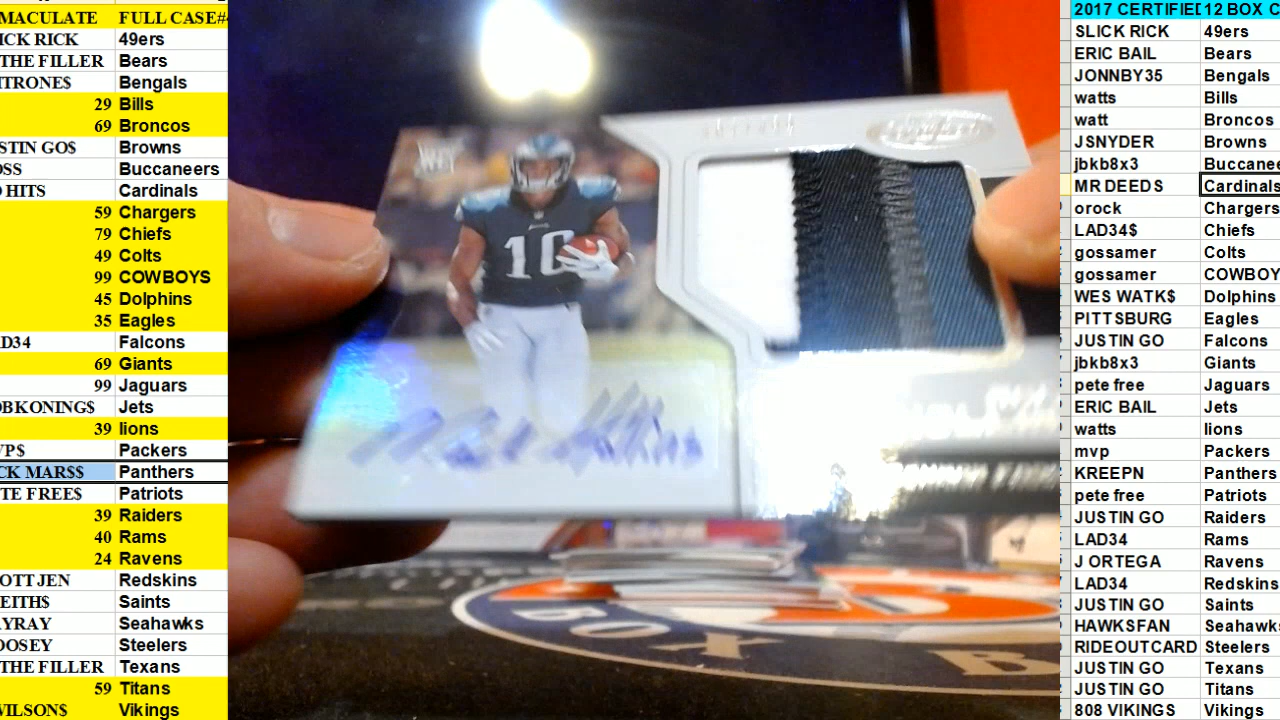 MACULATE FULL CASE#
ICK RICK 49ers
THE FILLER Bears
TRONE$ Bengals
29 Bills
69 Broncos
STIN GO$ Browns
OSS Buccaneers
HITS Cardinals
59 Chargers
79 Chiefs
49 Colts
99 COWBOYS
45 Dolphins
35 Eagles
D34 Falcons
69 Giants
99 Jaguars
OBKONING$ Jets
39 lions
VP$ Packers
CK MAR$$ Panthers
TE FREE$ Patriots
39 Raiders
40 Rams
24 Ravens
OTT JEN Redskins
EITH$ Saints
YRAY Seahawks
OOSEY Steelers
THE FILLER Texans
59 Titans
WILSON$ Vikings
10
BOX B
2017 CERTIFIED 12 BOX C
SLICK RICK 49ers
ERIC BAIL Bears
JONNBY35 Bengals
watts Bills
watt Broncos
JSNYDER Browns
jbkb8x3 Buccanee
MR DEEDS Cardinals
orock Chargers
LAD34$ Chiefs
gossamer Colts
gossamer COWBOY
WES WATK$ Dolphins
PITTSBURG Eagles
JUSTIN GO Falcons
jbkb8x3 Giants
pete free Jaguars
ERIC BAIL Jets
watts lions
mvp Packers
KREEPN Panthers
pete free Patriots
JUSTIN GO Raiders
LAD34 Rams
J ORTEGA Ravens
LAD34 Redskins
JUSTIN GO Saints
HAWKSFAN Seahawks
RIDEOUTCARD Steelers
JUSTIN GO Texans
JUSTIN GO Titans
808 VIKINGS Vikings